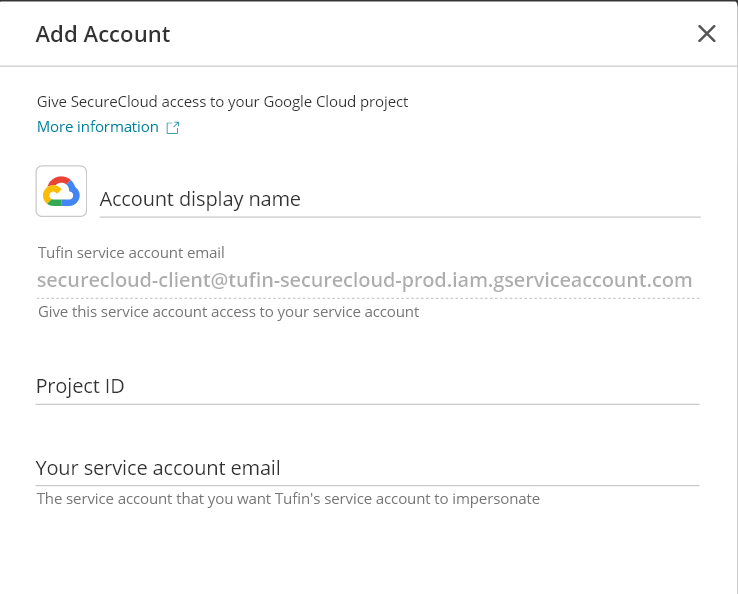 Add Account
Give SecureCloud access to your Google Cloud project
More information
Account display name
Tufin service account email
securecloud-client@tufin-securecloud-prod.iam.gserviceaccount.com
Give this service account access to your service account
Project ID
Your service account email
The service account that you want Tufin's service account to impersonate